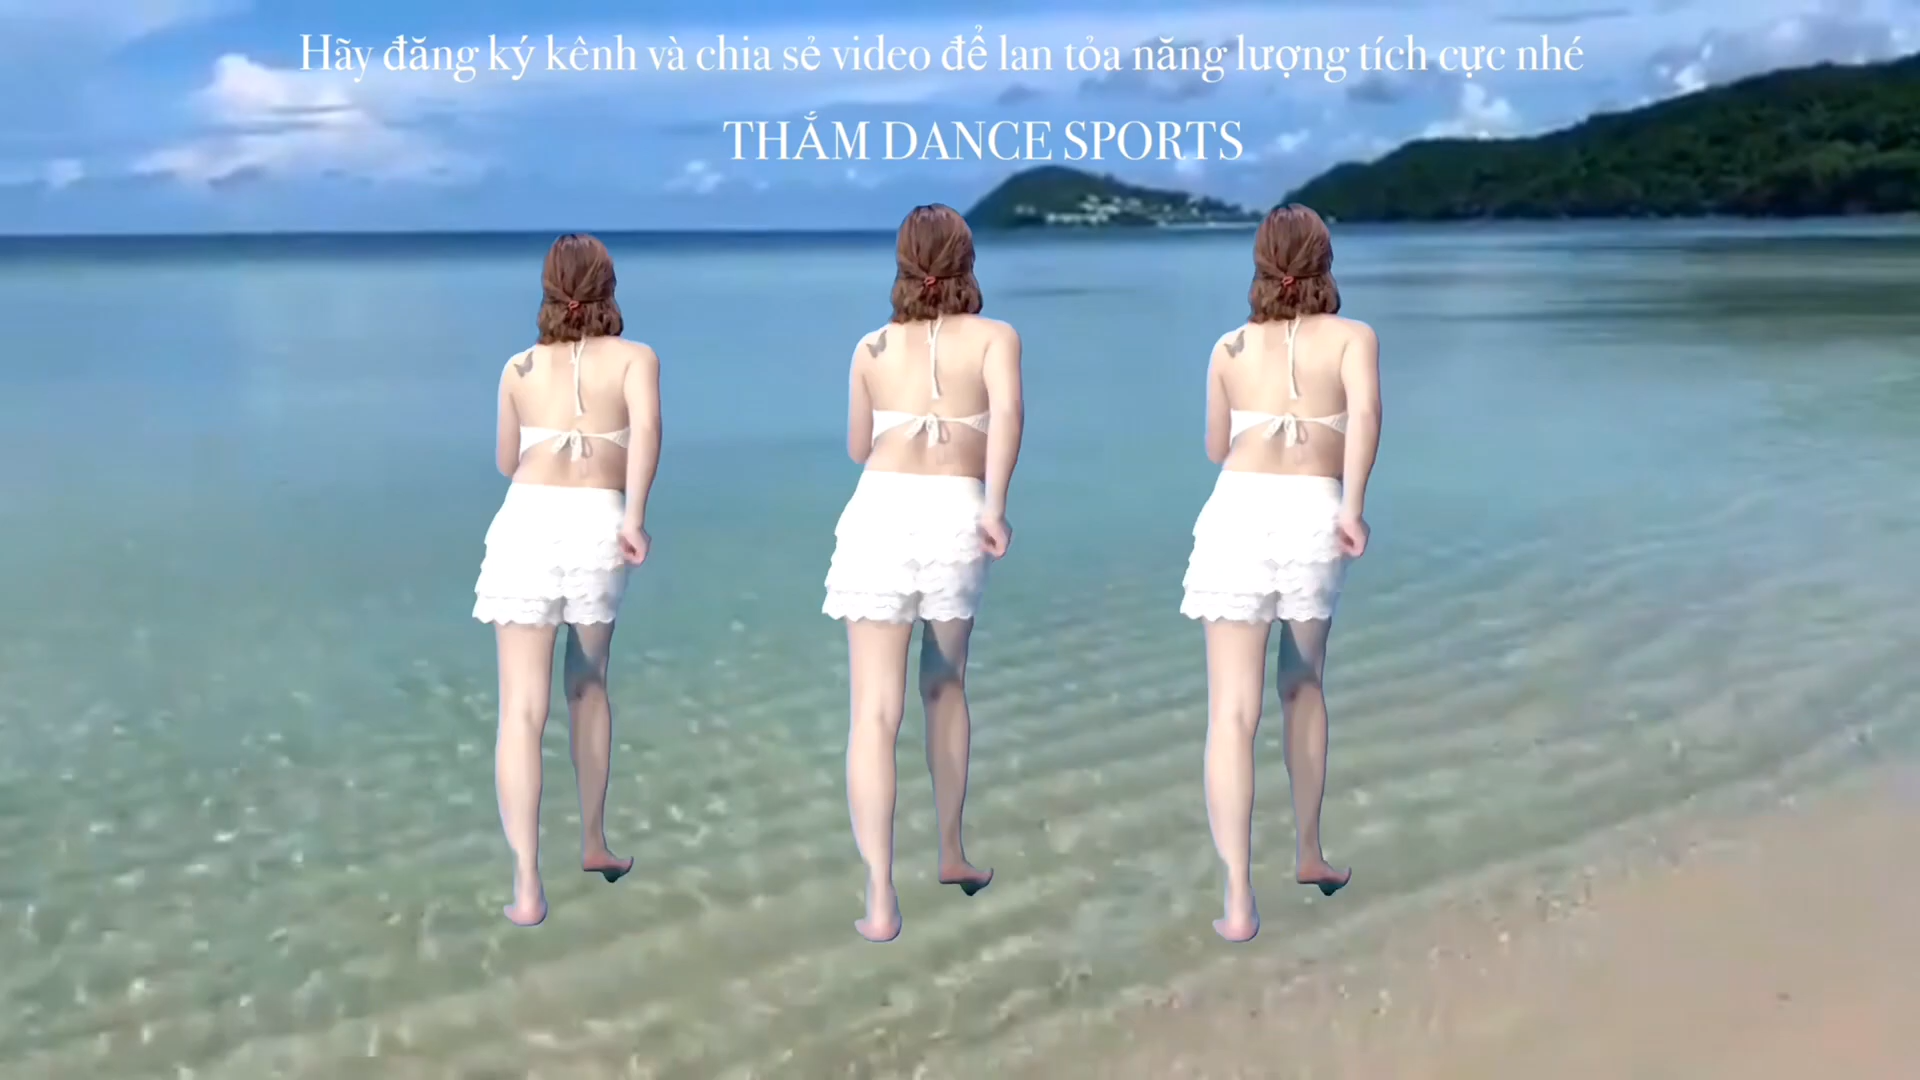 Hãy đăng ký kênh và chia sẻ video để lan tỏa năng lượng tích cực nhé
THẮM DANCE SPORTS